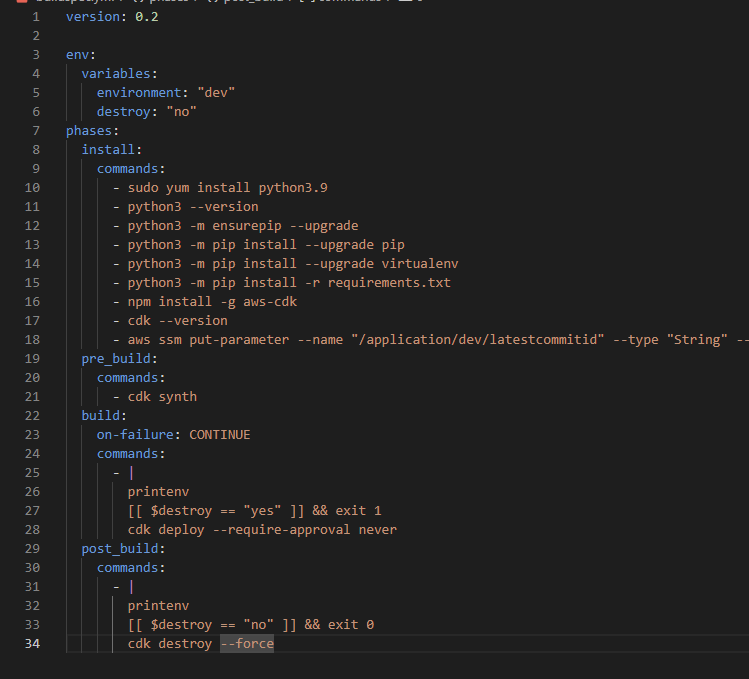 1 version: 0.2
2
3 env:
4 variables:
5 environment: "dev"
6 destroy: "no"
7 phases:
8 install:
9 commands:
10 - sudo yum install python3.9
11 - python3 --version
12 - python3 -m ensurepip --upgrade
13 - python3 -m pip install --upgrade pip
14 - python3 -m pip install --upgrade virtualenv
15 - python3 -m pip install -r requirements.txt
16 - npm install -g aws-cdk
17 - cdk --version
18 - aws ssm put-parameter --name "/application/dev/latestcommitid" --type "String" --
19 pre_build:
20 commands:
21 - cdk synth
22 build:
23 on-failure: CONTINUE
24 commands:
25 - |
26 printenv
27 [[ $destroy == "yes" ]] && exit 1
28 cdk deploy --require-approval never
29 post_build:
30 commands:
31 - |
32 printenv
33 [[ $destroy == "no" ]] && exit 0
34 cdk destroy --force